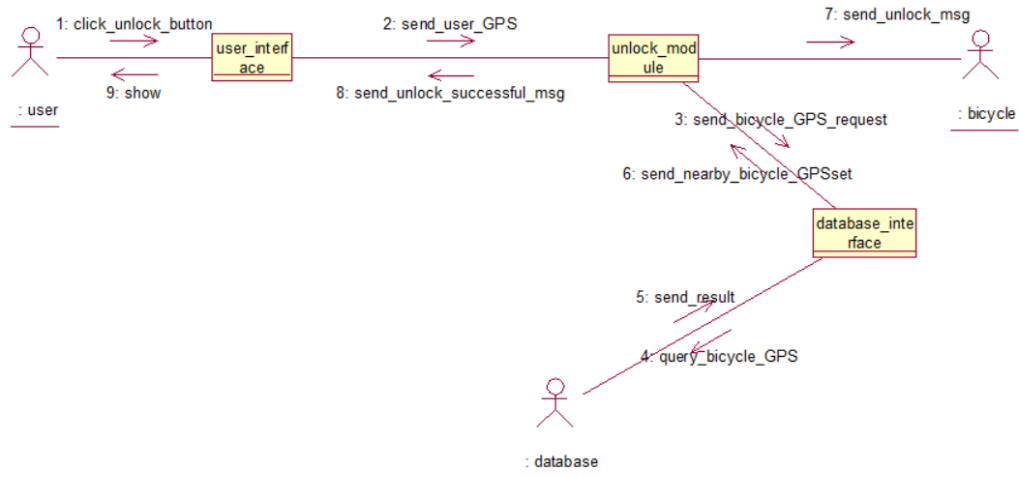 7: send_unlock_msg
1: click_unlock_button
2: send_user_GPS
user_interf
ace
unlock_mod
ule
9: show
8: send_unlock_successful_msg
: user
: bicycle
3: send_bicycle_GPS_request
6: send_nearby_bicycle_GPSset
database_inte
rface
5: send_result
4: query_bicycle_GPS
: database